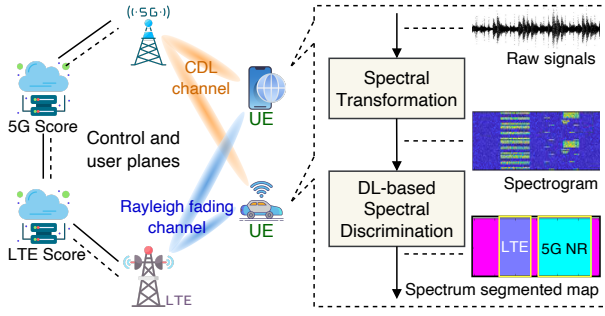 ((·5G·))
CDL
channel
UE
5G Score
Control and
user planes
Rayleigh fading
channel
UE
LTE Score
LTE
Raw signals
Spectral
Transformation
Spectrogram
DL-based
Spectral
Discrimination
LTE
5G NR
Spectrum segmented map